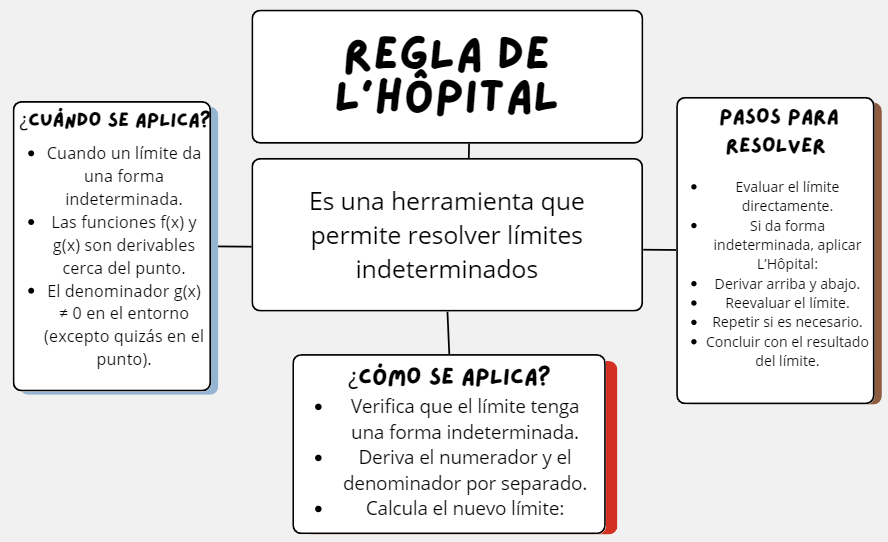 REGLA DE
L'HÔPITAL
¿CUÁNDO SE APLICA?
• Cuando un límite da
una forma
indeterminada.
• Las funciones f(x) y
g(x) son derivables
cerca del punto.
• El denominador g(x)
≠ 0 en el entorno
(excepto quizás en el
punto).
Es una herramienta que
permite resolver límites
indeterminados
PASOS PARA
RESOLVER
• Evaluar el límite
directamente.
• Si da forma
indeterminada, aplicar
L'Hôpital:
• Derivar arriba y abajo.
• Reevaluar el límite.
• Repetir si es necesario.
• Concluir con el resultado
del límite.
¿CÓMO SE APLICA?
• Verifica que el límite tenga
una forma indeterminada.
• Deriva el numerador y el
denominador por separado.
• Calcula el nuevo límite: